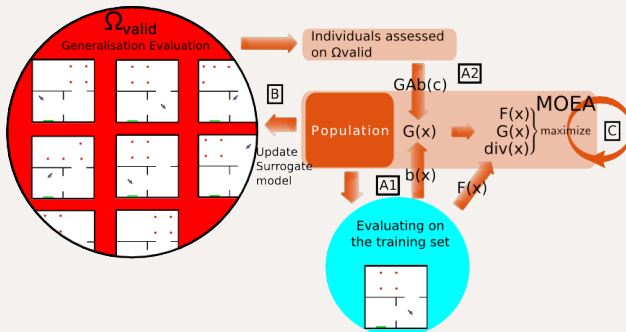 Ωvalid
Generalisation Evaluation
Individuals assessed
on Ωvalid
A2
GAb(c)
B
MOEA
Population
G(x)
F(x)
G(x)
div(x)
maximize
C
Update
Surrogate
model
A1
b(x)
F(x)
Evaluating on
the training set